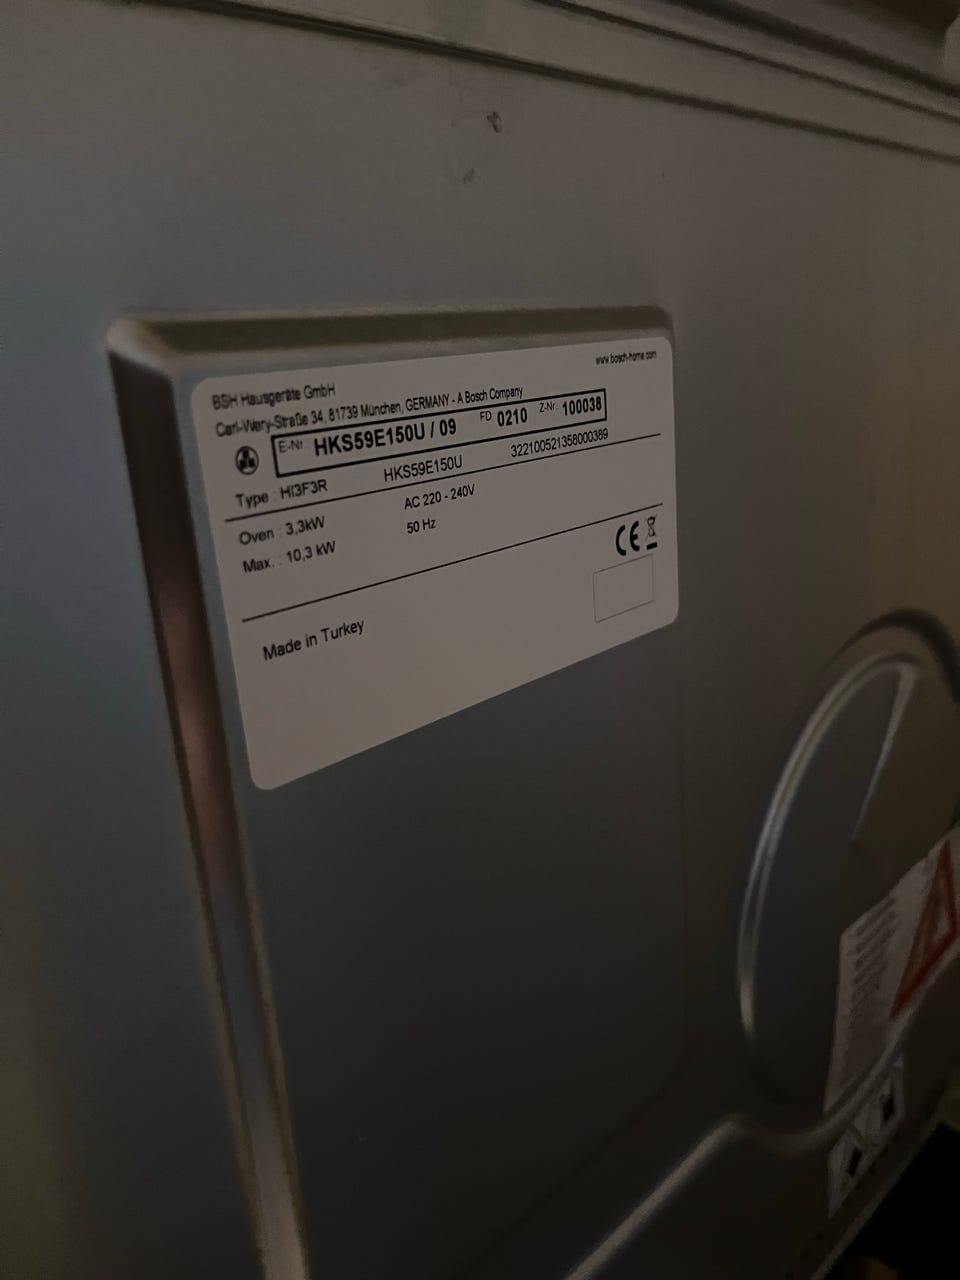 www.bosch-home.com
BSH Hausgeräte GmbH
Carl-Wery-Straße 34, 81739 München, GERMANY - A Bosch Company
E-Nr. HKS59E150U / 09 FD 0210 Z-Nr. 100038
Type : HI3F3R HKS59E150U 322100521358000389
Oven : 3,3kW AC 220 - 240V
Max. : 10,3 kW 50 Hz
CE
Made in Turkey